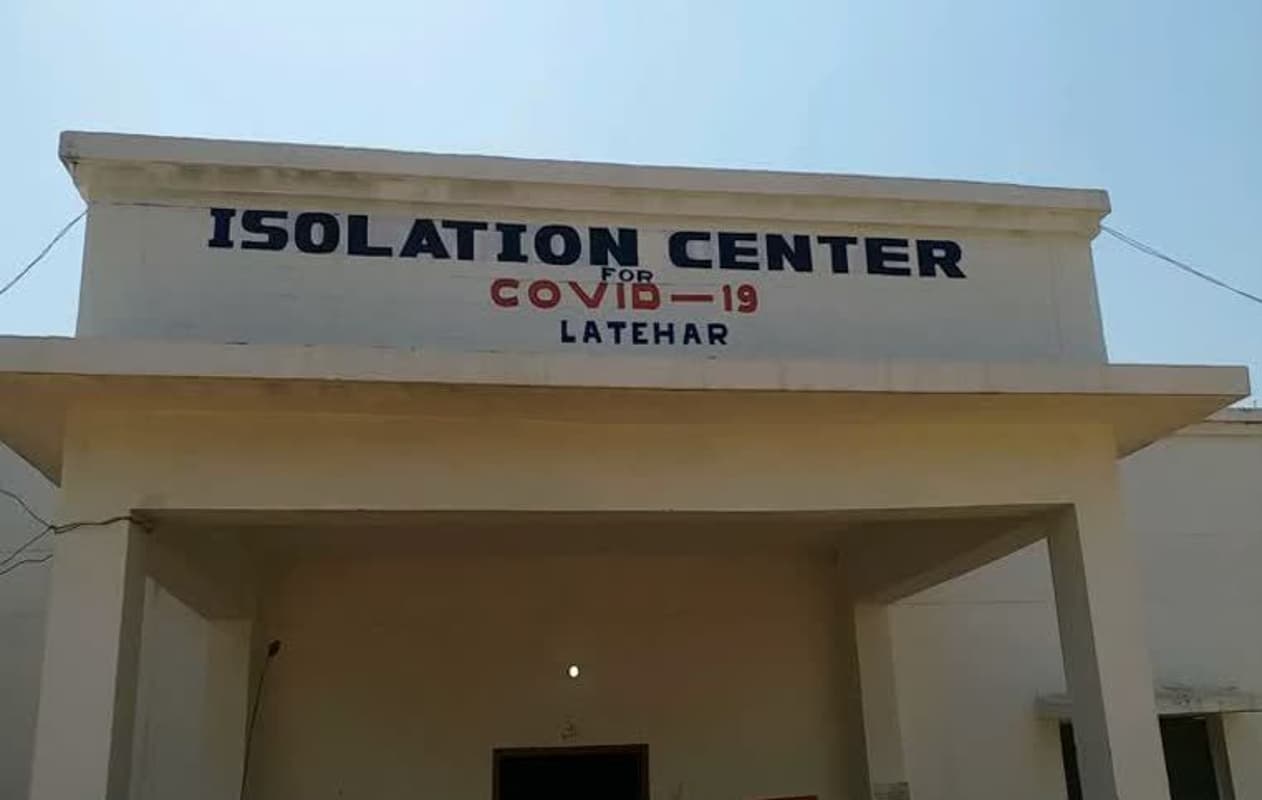 ISOLATION CENTER
FOR
COVID-19
LATEHAR